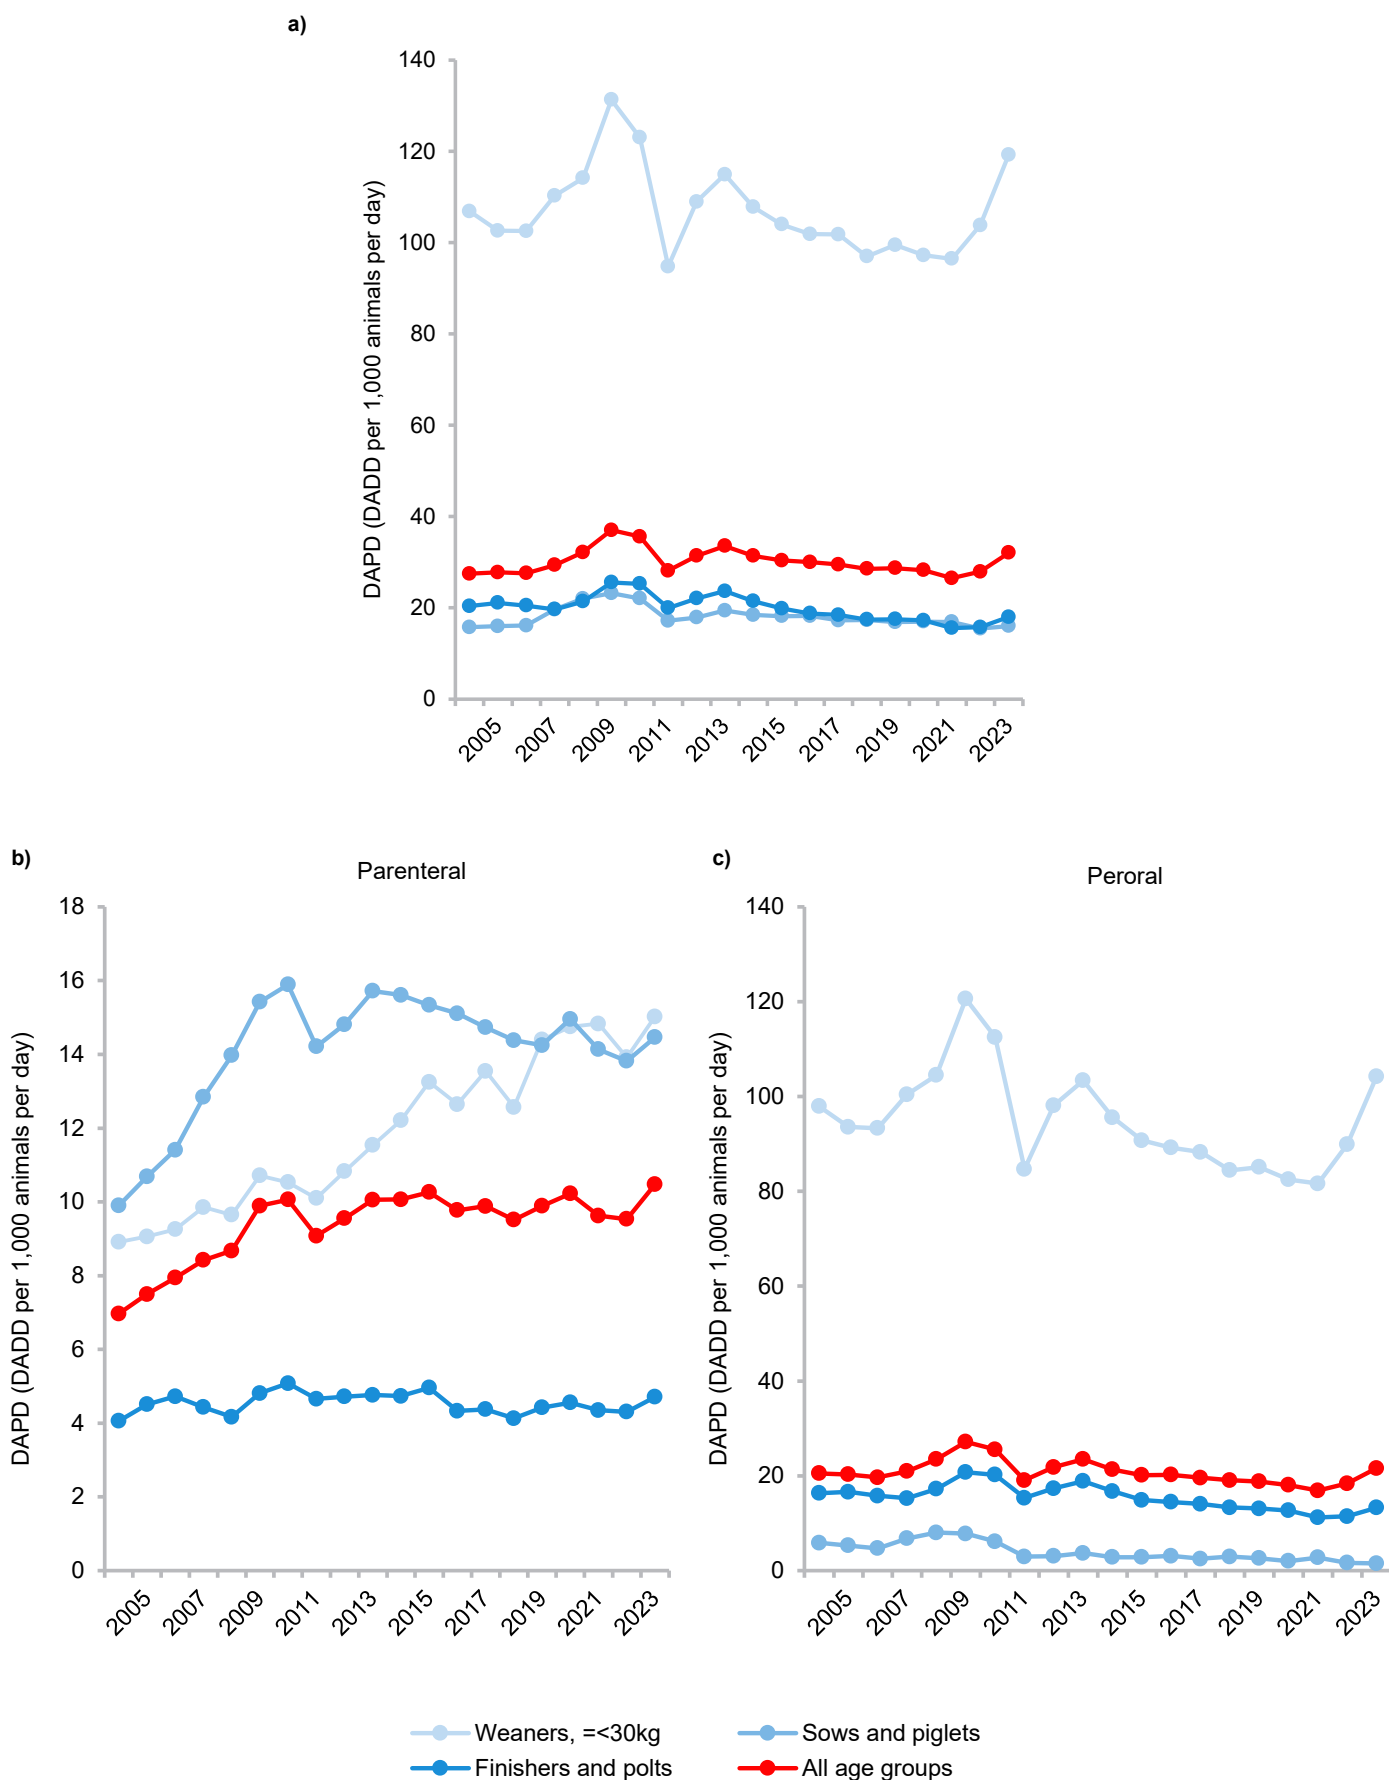 a)
DAPD (DADD per 1,000 animals per day)
140
120
100
80
60
40
20
0
2005 2007 2009 2011 2013 2015 2017 2019 2021 2023
b)
Parenteral
DAPD (DADD per 1,000 animals per day)
18
16
14
12
10
8
6
4
2
0
2005 2007 2009 2011 2013 2015 2017 2019 2021 2023
c)
Peroral
DAPD (DADD per 1,000 animals per day)
140
120
100
80
60
40
20
0
2005 2007 2009 2011 2013 2015 2017 2019 2021 2023
Weaners, =<30kg
Sows and piglets
Finishers and polts
All age groups